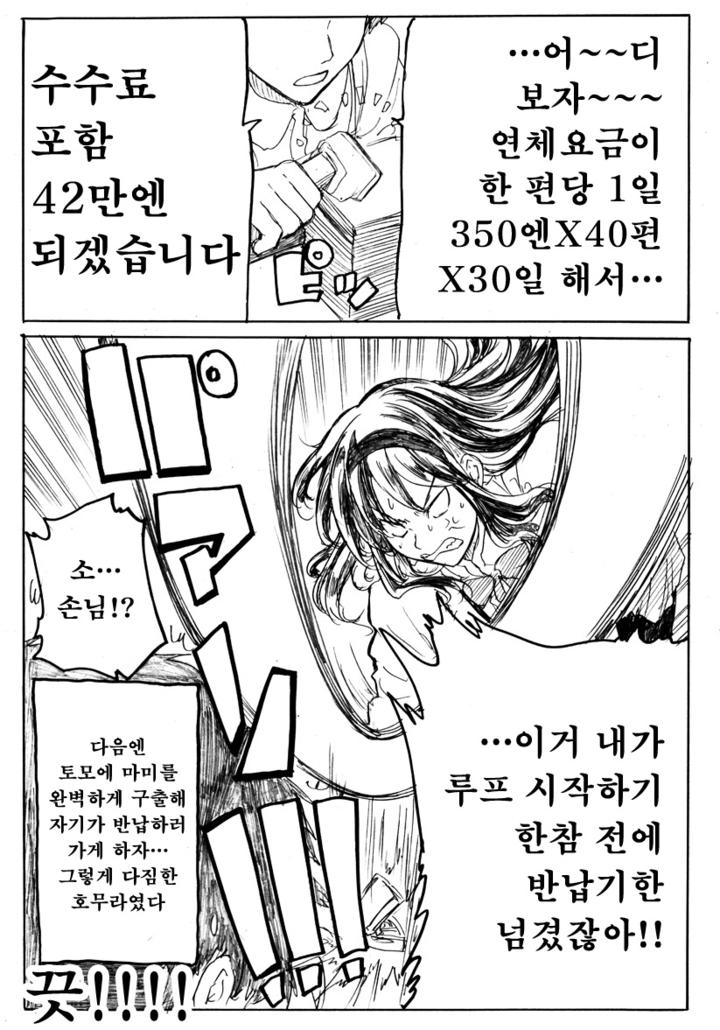 …어~~디
보자~~~
연체요금이
한 편당 1일
350엔X40편
X30일 해서…
ピッ
수수료
포함
42만엔
되겠습니다
パァン!!!
…이거 내가
루프 시작하기
한참 전에
반납기한
넘겼잖아!!
소…
손님!?
다음엔
토모에 마미를
완벽하게 구출해
자기가 반납하러
가게 하자…
그렇게 다짐한
호무라였다
끗!!!!